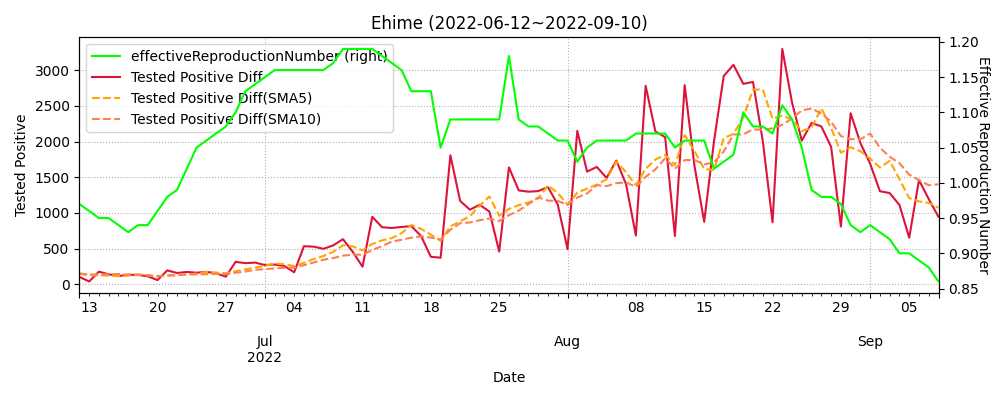 Ehime (2022-06-12~2022-09-10)
effectiveReproductionNumber (right)
Tested Positive Diff
Tested Positive Diff(SMA5)
Tested Positive Diff(SMA10)
Tested Positive
3000
2500
2000
1500
1000
500
0
1.20
1.15
1.10
1.05
1.00
0.95
0.90
0.85
Effective Reproduction Number
13 20 27 04 11 18 25 08 15 22 29 05
Jul Aug Sep
2022
Date